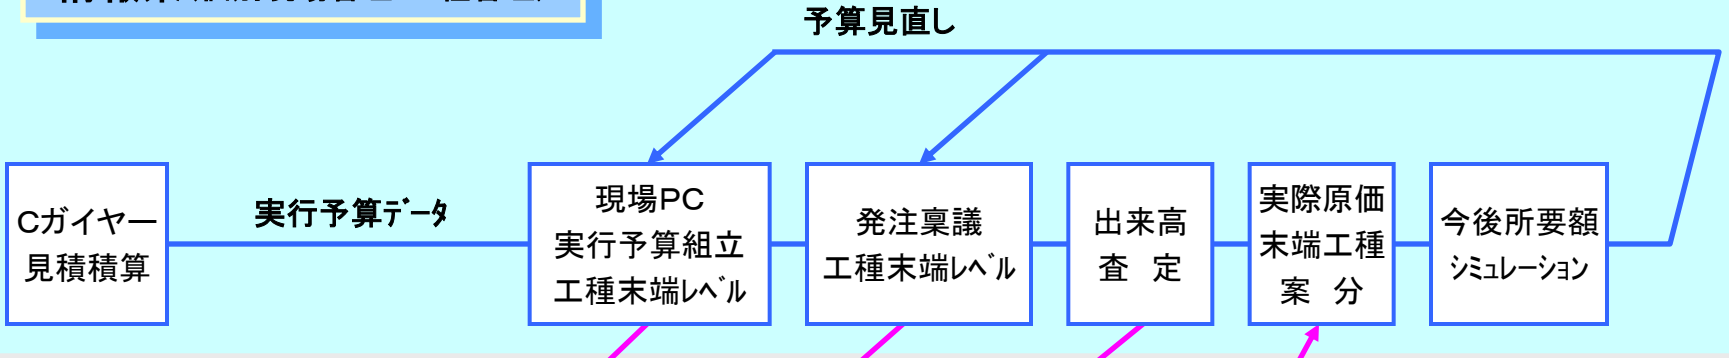 予算見直し
Cガイヤー
見積積算
実行予算ﾃﾞｰﾀ
現場PC
実行予算組立
工種末端ﾚﾍﾞﾙ
発注稟議
工種末端ﾚﾍﾞﾙ
出来高
査　定
実際原価
末端工種
案　分
今後所要額
ｼﾐｭﾚｰｼｮﾝ